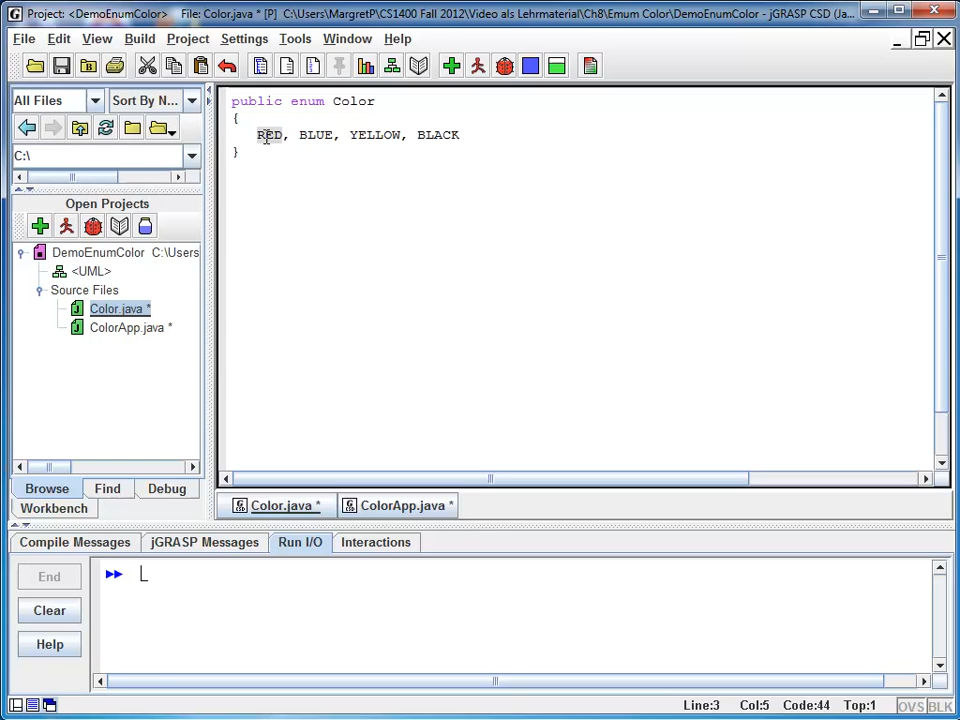 Project: <DemoEnumColor>    File: Color.java * [P]  C:\Users\MargretP\CS1400 Fall 2012\Video als Lehrmaterial\Ch8\Emum Color\DemoEnumColor - jGRASP CSD (Ja...
File Edit View Build Project Settings Tools Window Help
All Files Sort By N...
C:\
Open Projects
DemoEnumColor  C:\Users
<UML>
Source Files
Color.java *
ColorApp.java *
Browse Find Debug
Workbench
public enum Color
{
RED, BLUE, YELLOW, BLACK
}
Color.java * ColorApp.java *
Compile Messages jGRASP Messages Run I/O Interactions
End
Clear
Help
Line:3 Col:5 Code:44 Top:1 OVS BLK